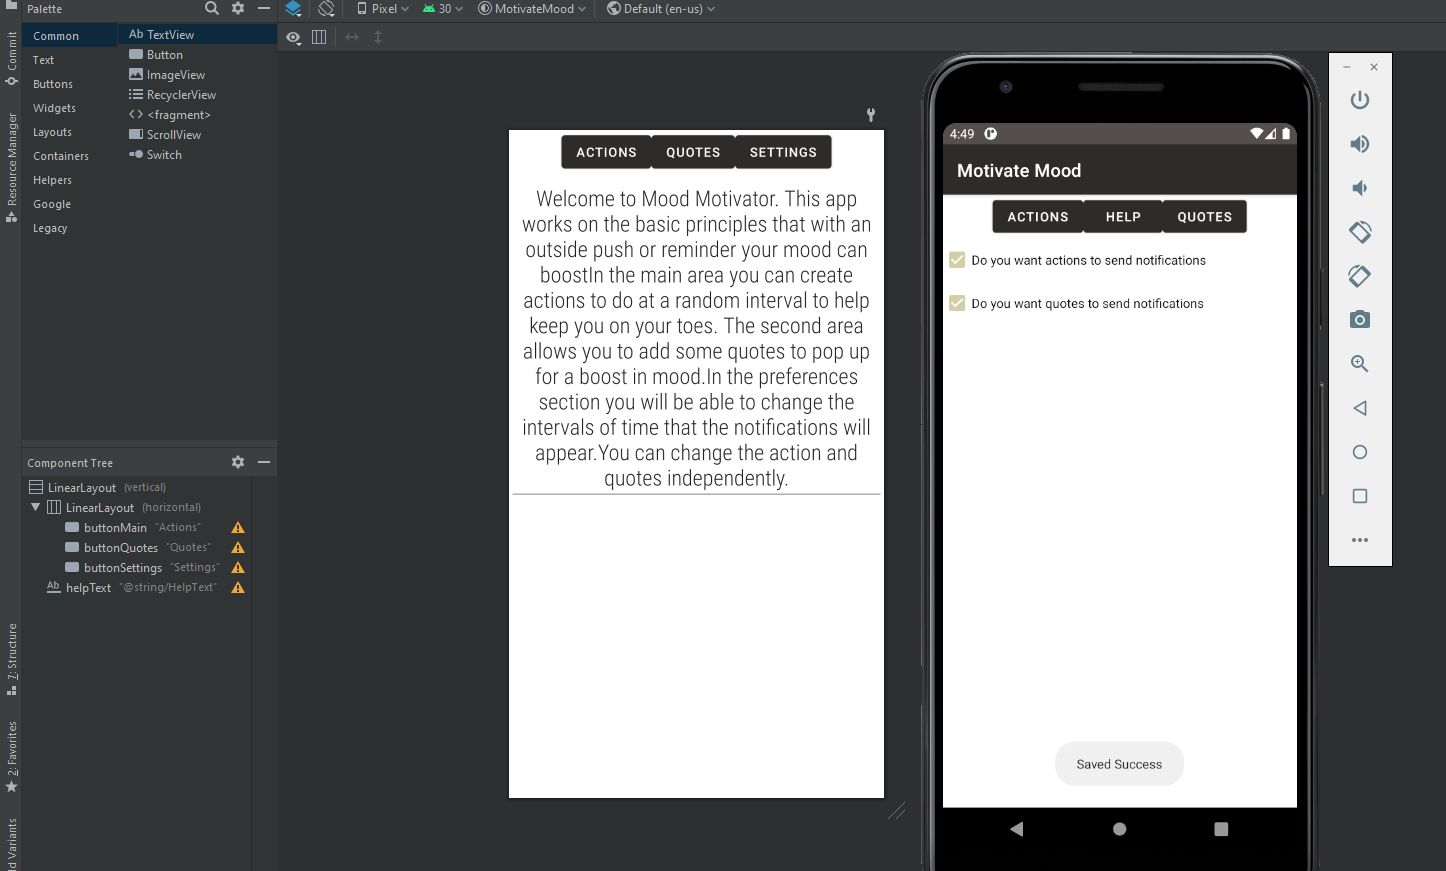 Palette
Pixel
30
MotivateMood
Default (en-us)
Commit
Resource Manager
Common
Text
Buttons
Widgets
Layouts
Containers
Helpers
Google
Legacy
Ab TextView
Button
ImageView
RecyclerView
<> <fragment>
ScrollView
Switch
Component Tree
LinearLayout (vertical)
LinearLayout (horizontal)
buttonMain "Actions"
buttonQuotes "Quotes"
buttonSettings "Settings"
Ab helpText "@string/HelpText"
7: Structure
2: Favorites
Variants
ACTIONS QUOTES SETTINGS
Welcome to Mood Motivator. This app
works on the basic principles that with an
outside push or reminder your mood can
boostIn the main area you can create
actions to do at a random interval to help
keep you on your toes. The second area
allows you to add some quotes to pop up
for a boost in mood.In the preferences
section you will be able to change the
intervals of time that the notifications will
appear.You can change the action and
quotes independently.
4:49
Motivate Mood
ACTIONS HELP QUOTES
Do you want actions to send notifications
Do you want quotes to send notifications
Saved Success